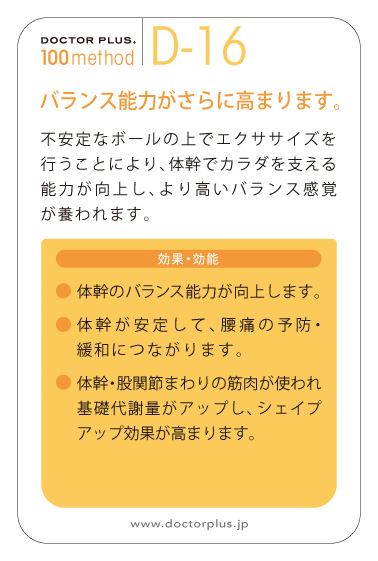 DOCTOR PLUS.
100method
D-16
バランス能力がさらに高まります。
不安定なボールの上でエクササイズを
行うことにより、体幹でカラダを支える
能力が向上し、より高いバランス感覚
が養われます。
効果・効能
● 体幹のバランス能力が向上します。
● 体幹が安定して、腰痛の予防・
緩和につながります。
● 体幹・股関節まわりの筋肉が使われ
基礎代謝量がアップし、シェイプ
アップ効果が高まります。
www.doctorplus.jp